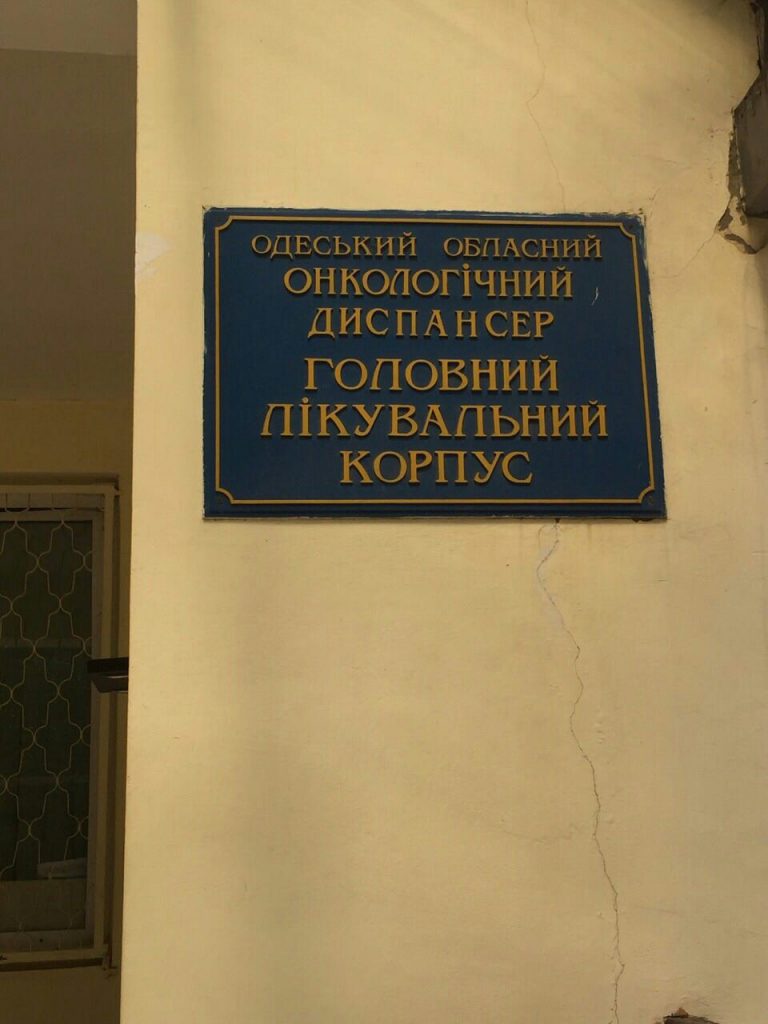 ОДЕСЬКИЙ ОБЛАСНИЙ
ОНКОЛОГІЧНИЙ
ДИСПАНСЕР
ГОЛОВНИЙ
ЛІКУВАЛЬНИЙ
КОРПУС